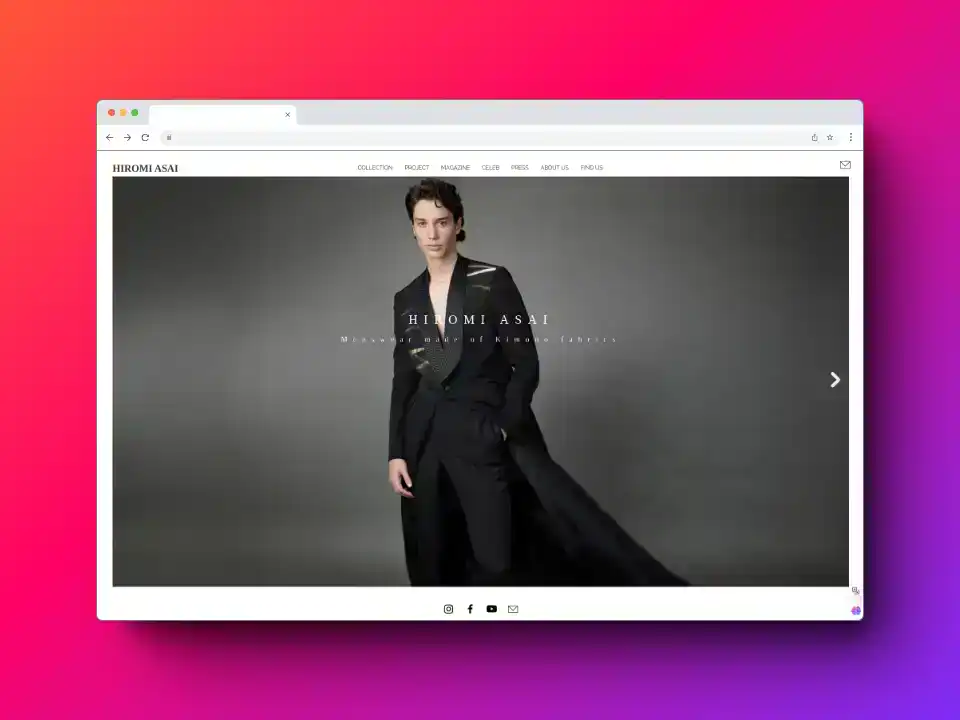 HIROMI ASAI
COLLECTION PROJECT MAGAZINE CELEB PRESS ABOUT US FIND US
HIROMI ASAI
Menswear made of Kimono fabrics